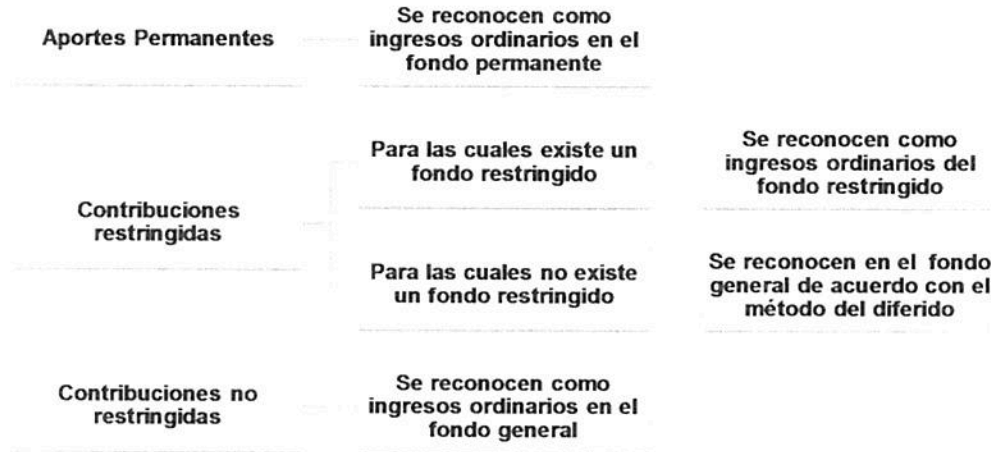 Aportes Permanentes
Se reconocen como
ingresos ordinarios en el
fondo permanente
Contribuciones
restringidas
Para las cuales existe un
fondo restringido
Se reconocen como
ingresos ordinarios del
fondo restringido
Para las cuales no existe
un fondo restringido
Se reconocen en el fondo
general de acuerdo con el
método del diferido
Contribuciones no
restringidas
Se reconocen como
ingresos ordinarios en el
fondo general